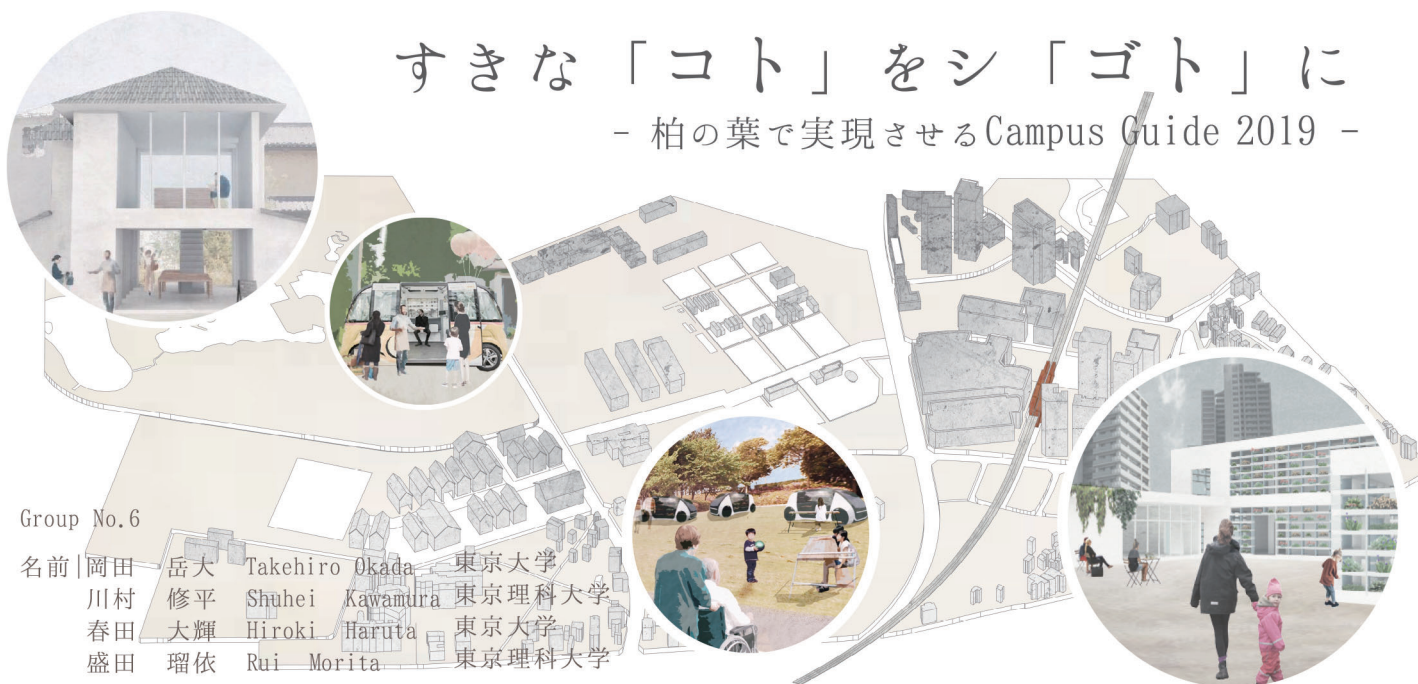 すきな「コト」をシ「ゴト」に
- 柏の葉で実現させるCampus Guide 2019 -
Group No.6
名前|岡田 岳大 Takehiro Okada 東京大学
川村 修平 Shuhei Kawamura 東京理科大学
春田 大輝 Hiroki Haruta 東京大学
盛田 瑠依 Rui Morita 東京理科大学